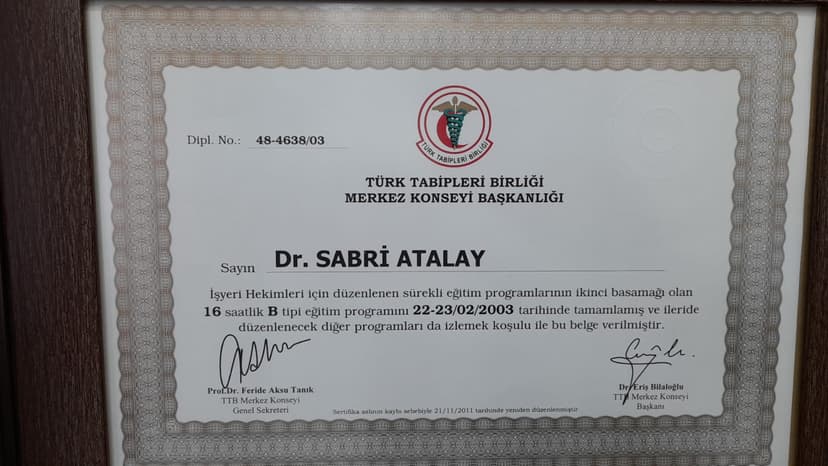 Dipl. No.: 48-4638/03
TÜRK TABİPLERİ BİRLİĞİ
TÜRK TABİPLERİ BİRLİĞİ
MERKEZ KONSEYİ BAŞKANLIĞI
Sayın Dr. SABRİ ATALAY
İşyeri Hekimleri için düzenlenen sürekli eğitim programlarının ikinci basamağı olan
16 saatlik B tipi eğitim programını 22-23/02/2003 tarihinde tamamlamış ve ileride
düzenlenecek diğer programları da izlemek koşulu ile bu belge verilmiştir.
Prof.Dr. Feride Aksu Tanık
TTB Merkez Konseyi
Genel Sekreteri
Dr. Eriş Bilaloğlu
TTB Merkez Konseyi
Başkanı
Sertifika aslının kaybı sebebiyle 21/11/2011 tarihinde yeniden düzenlenmiştir